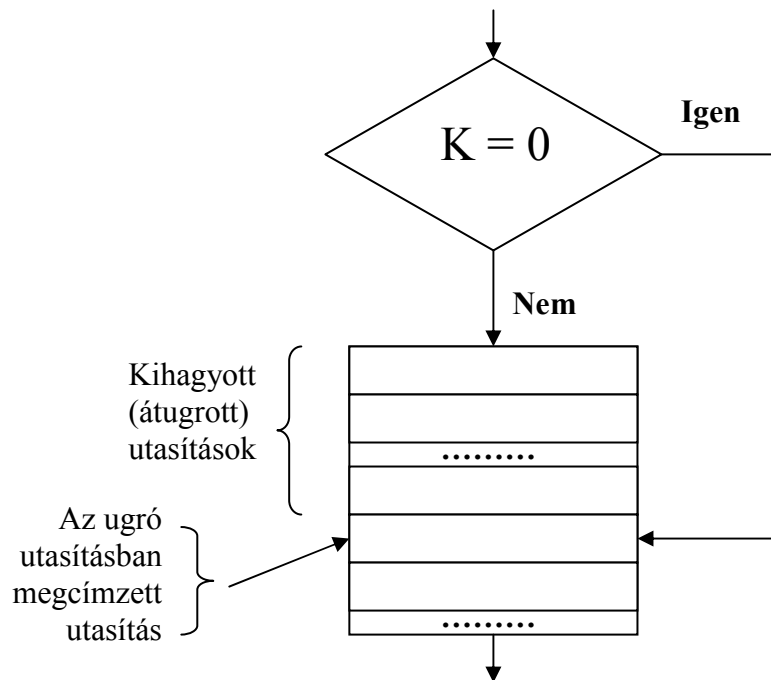 K = 0
Igen
Nem
Kihagyott
(átugrott)
utasítások
.........
Az ugró
utasításban
megcímzett
utasítás
.........